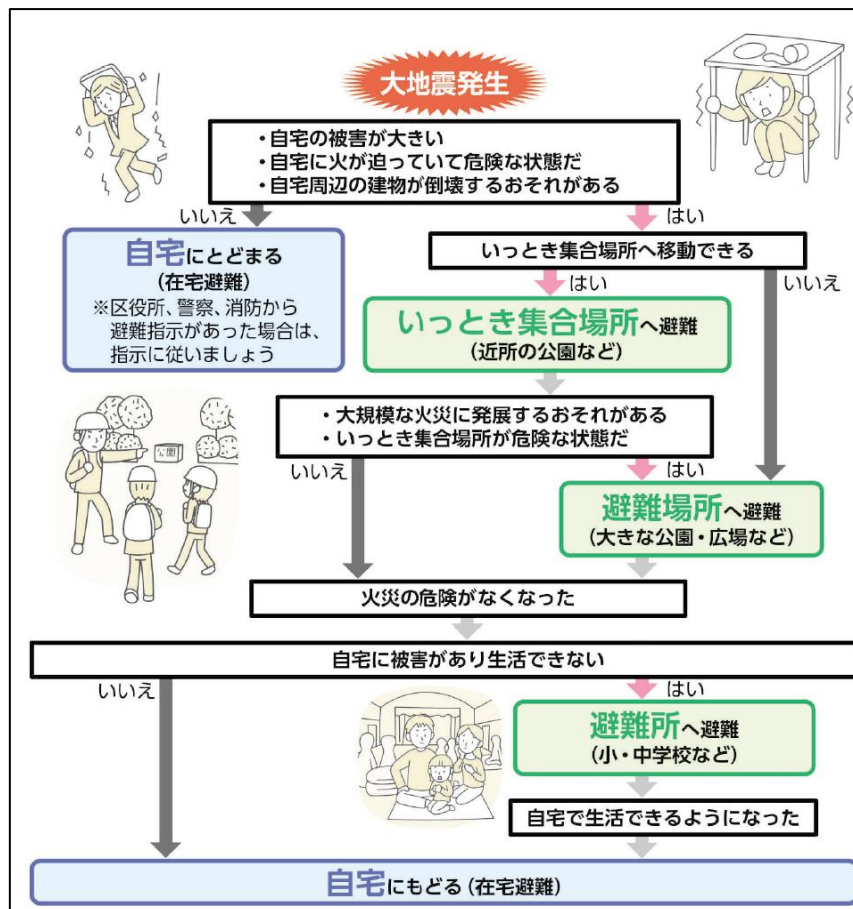 大地震発生
・自宅の被害が大きい
・自宅に火が迫っていて危険な状態だ
・自宅周辺の建物が倒壊するおそれがある
いいえ
はい
自宅にとどまる
(在宅避難)
※区役所、警察、消防から
避難指示があった場合は、
指示に従いましょう
いっとき集合場所へ移動できる
はい
いいえ
いっとき集合場所へ避難
(近所の公園など)
・大規模な火災に発展するおそれがある
・いっとき集合場所が危険な状態だ
公園
いいえ
はい
避難場所へ避難
(大きな公園・広場など)
火災の危険がなくなった
自宅に被害があり生活できない
いいえ
はい
避難所へ避難
(小・中学校など)
自宅で生活できるようになった
自宅にもどる(在宅避難)